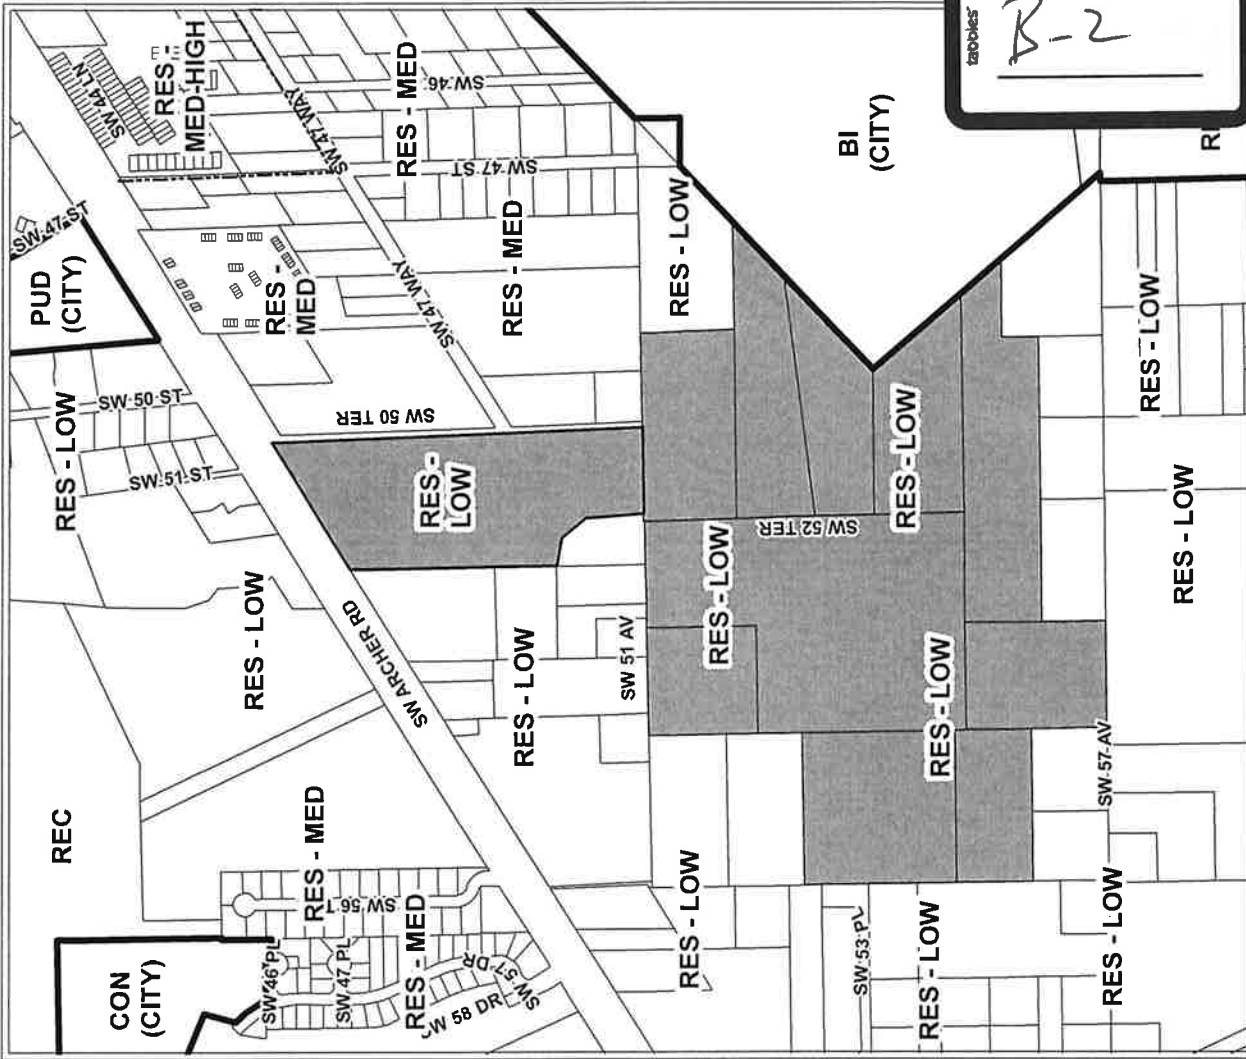 tabbies'
B-2
SW 44 LN
RES -
MED-HIGH
SW 47 WAY
RES - MED
SW 46
SW 47 ST
PUD
(CITY)
SW 47 ST
RES -
MED
SW 47 WAY
RES - MED
RES - LOW
BI
(CITY)
RES - LOW
SW 50 ST
SW 51 ST
SW 50 TER
RES -
LOW
RES - LOW
SW 52 TER
RES - LOW
RES - LOW
RES - LOW
RES - LOW
SW ARCHER RD
SW 51 AV
RES - LOW
RES - LOW
RES - LOW
SW 57 AV
REC
RES - MED
SW 56 T
CON
(CITY)
SW 46 PL
SW 47 PL
RES - MED
SW 57 DR
SW 58 DR
RES - LOW
SW 53 PL
RES - LOW
RES - LOW